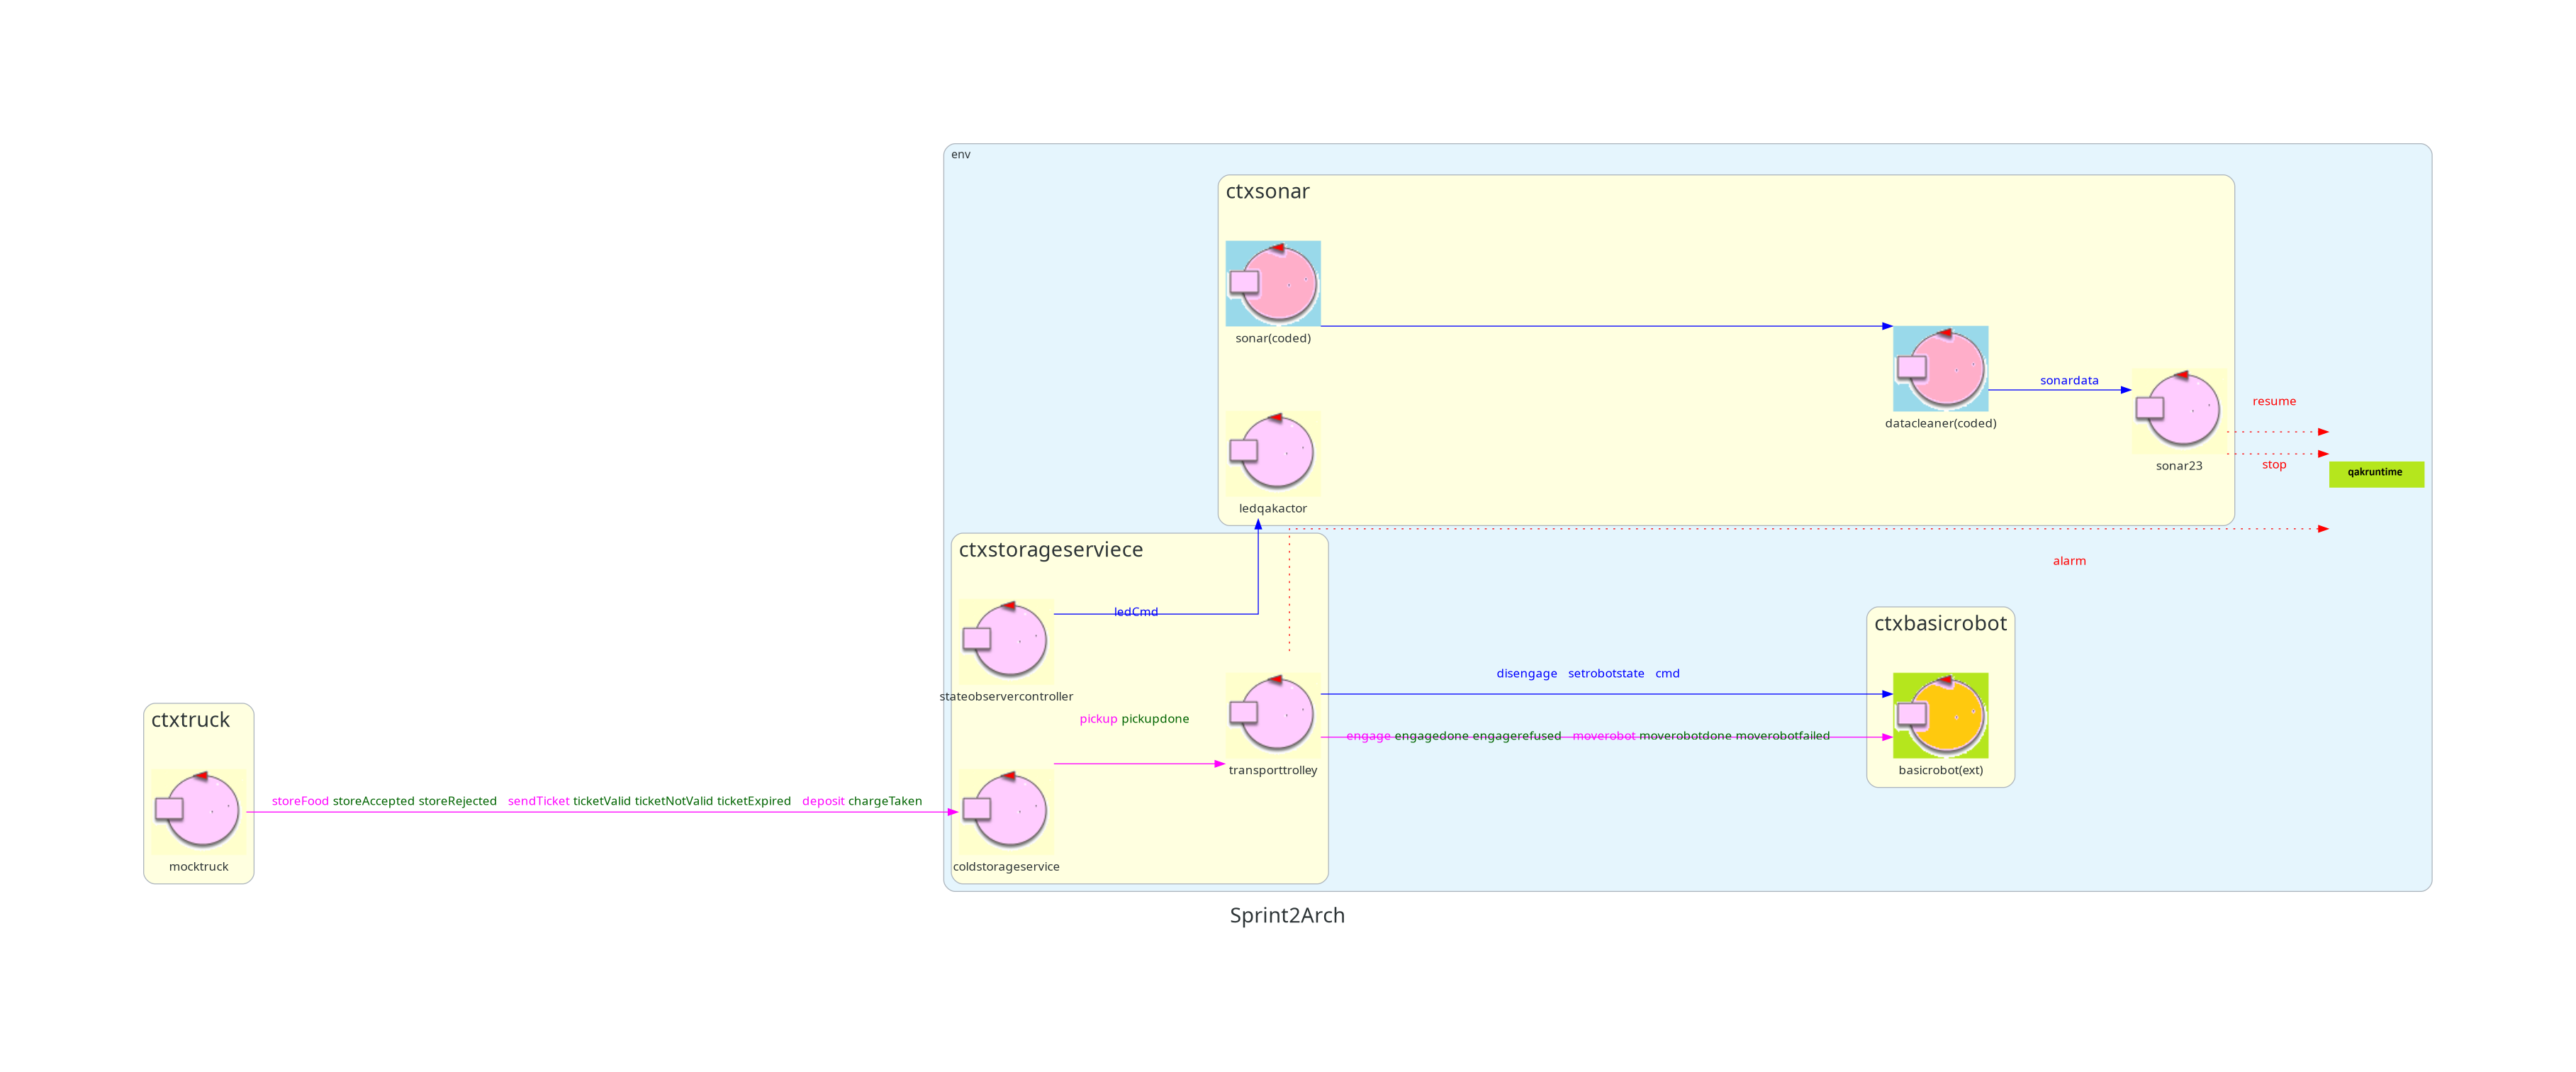 env
ctxsonar
sonar(coded)
datacleaner(coded)
sonardata
sonar23
resume
stop
qakruntime
ledqakactor
alarm
ctxstorageserviece
ledCmd
stateobservercontroller
pickup pickupdone
transporttrolley
disengage setrobotstate cmd
engage engagedone engagerefused moverobot moverobotdone moverobotfailed
ctxbasicrobot
basicrobot(ext)
ctxtruck
mocktruck
storeFood storeAccepted storeRejected sendTicket ticketValid ticketNotValid ticketExpired deposit chargeTaken
coldstorageservice
Sprint2Arch